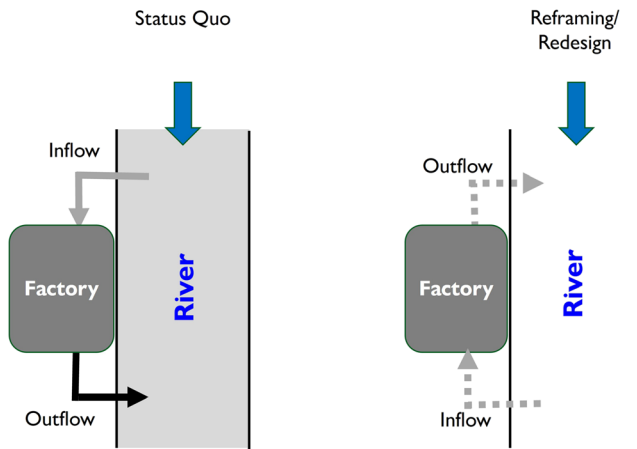 Status Quo
Inflow
Factory
River
Outflow
Reframing/
Redesign
Outflow
Factory
River
Inflow